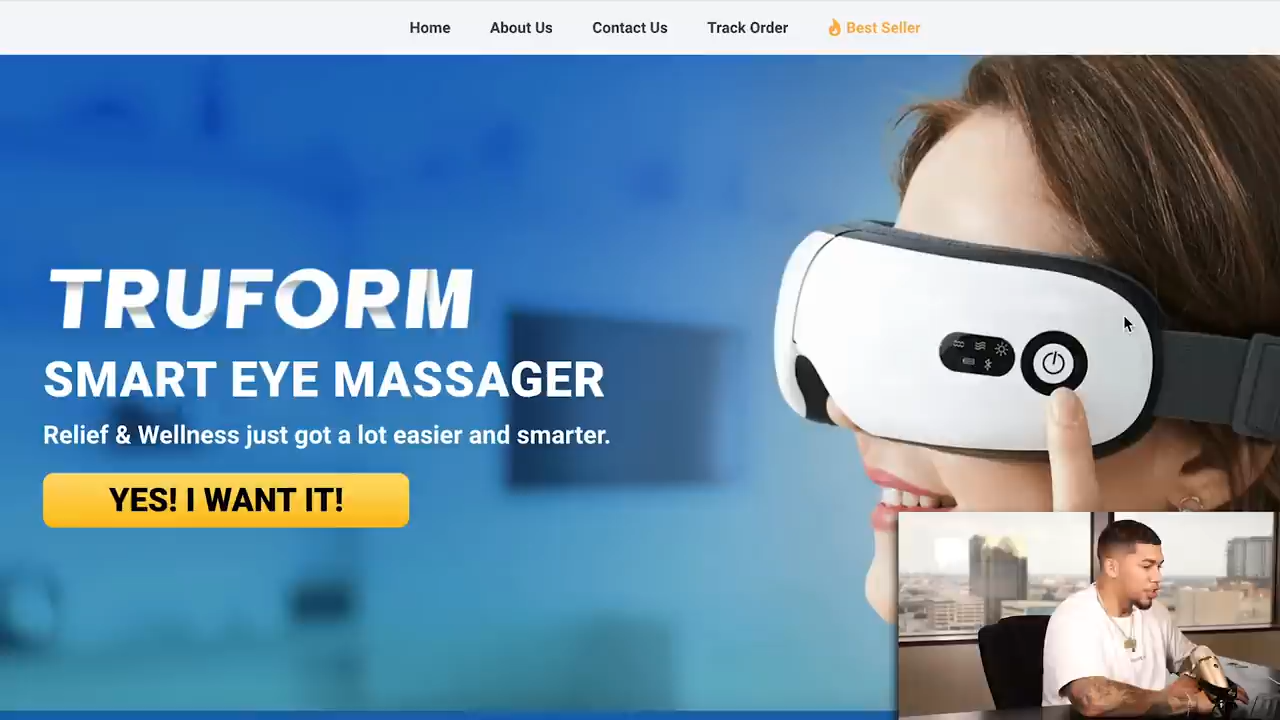 Home About Us Contact Us Track Order 🔥 Best Seller
TRUFORM
SMART EYE MASSAGER
Relief & Wellness just got a lot easier and smarter.
YES! I WANT IT!